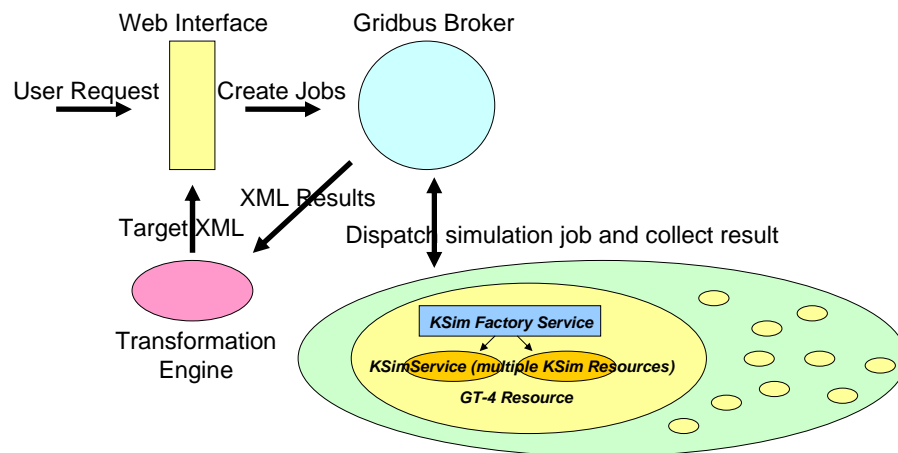 Web Interface
Gridbus Broker
User Request
Create Jobs
XML Results
Target XML
Dispatch simulation job and collect result
Transformation
Engine
KSim Factory Service
KSimService (multiple KSim Resources)
GT-4 Resource